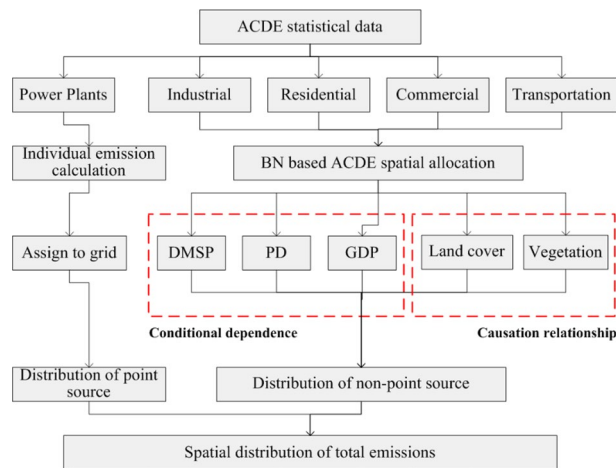 ACDE statistical data
Power Plants
Industrial
Residential
Commercial
Transportation
Individual emission
calculation
BN based ACDE spatial allocation
Assign to grid
DMSP
PD
GDP
Land cover
Vegetation
Conditional dependence
Causation relationship
Distribution of point
source
Distribution of non-point source
Spatial distribution of total emissions